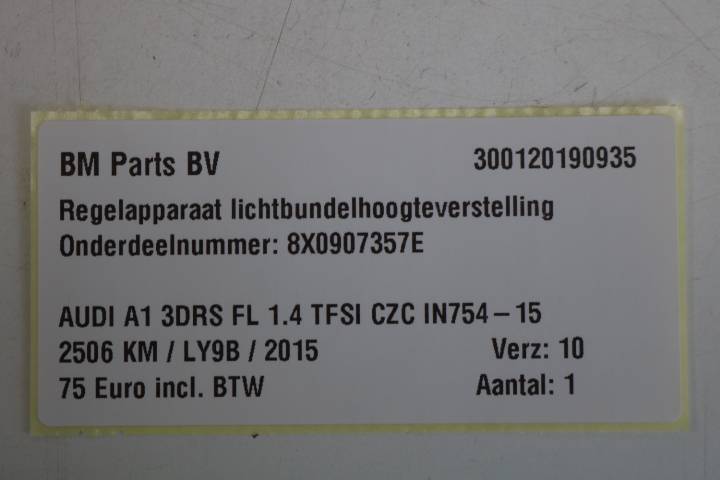 BM Parts BV 300120190935
Regelapparaat lichtbundelhoogteverstelling
Onderdeelnummer: 8X0907357E
AUDI A1 3DRS FL 1.4 TFSI CZC IN754-15
2506 KM / LY9B / 2015 Verz: 10
75 Euro incl. BTW Aantal: 1